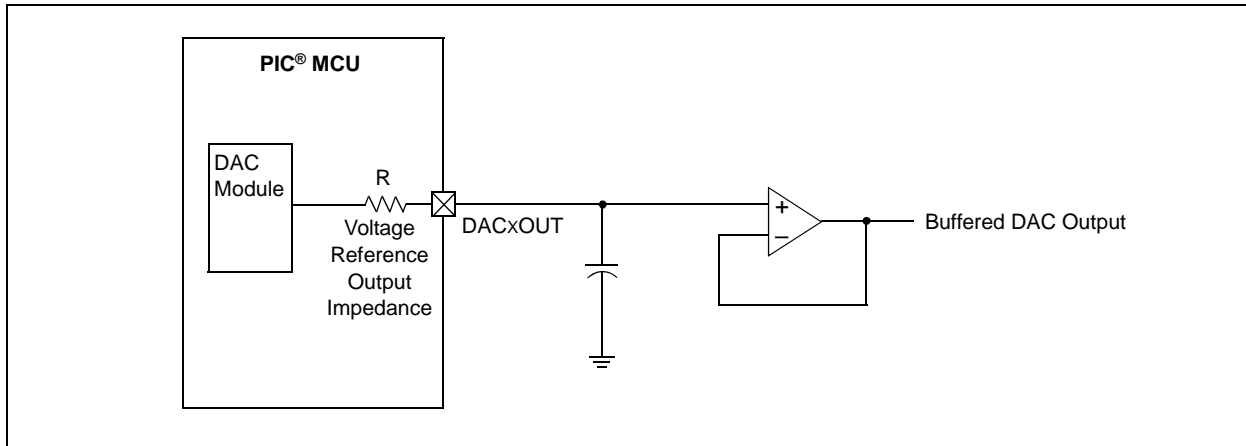 PIC® MCU
DAC
Module
R
Voltage
Reference
Output
Impedance
DACXOUT
+
–
Buffered DAC Output